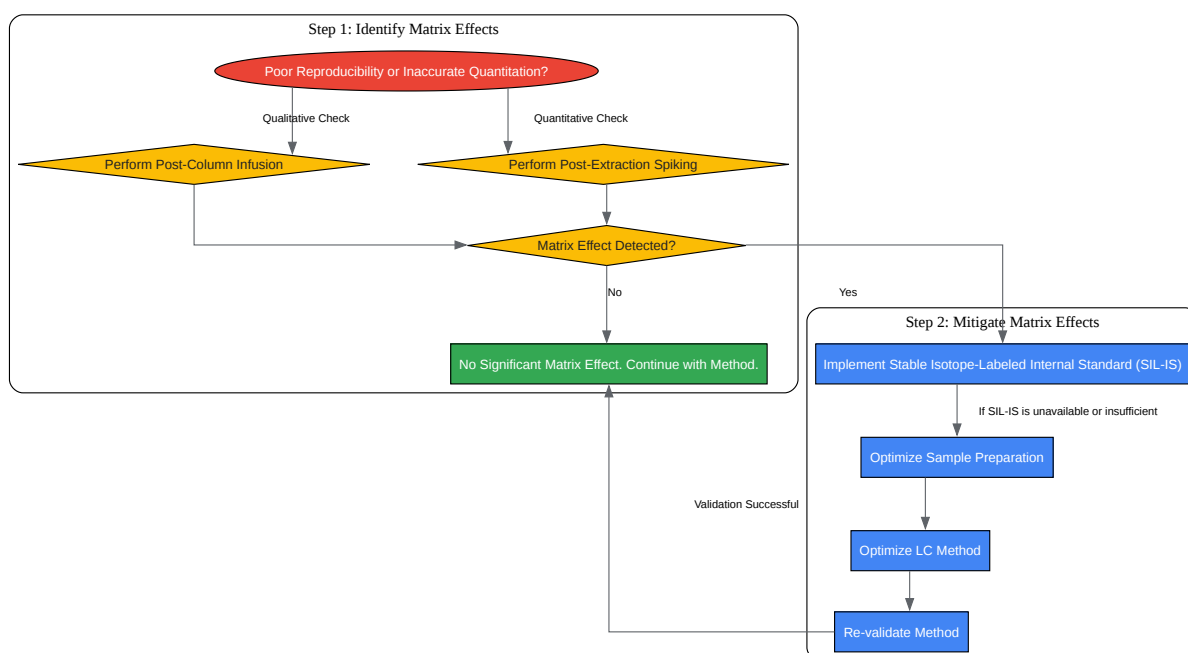 Step 1: Identify Matrix Effects
Poor Reproducibility or Inaccurate Quantitation?
Qualitative Check
Quantitative Check
Perform Post-Column Infusion
Perform Post-Extraction Spiking
Matrix Effect Detected?
No
Yes
No Significant Matrix Effect. Continue with Method.
Step 2: Mitigate Matrix Effects
Implement Stable Isotope-Labeled Internal Standard (SIL-IS)
If SIL-IS is unavailable or insufficient
Optimize Sample Preparation
Validation Successful
Optimize LC Method
Re-validate Method